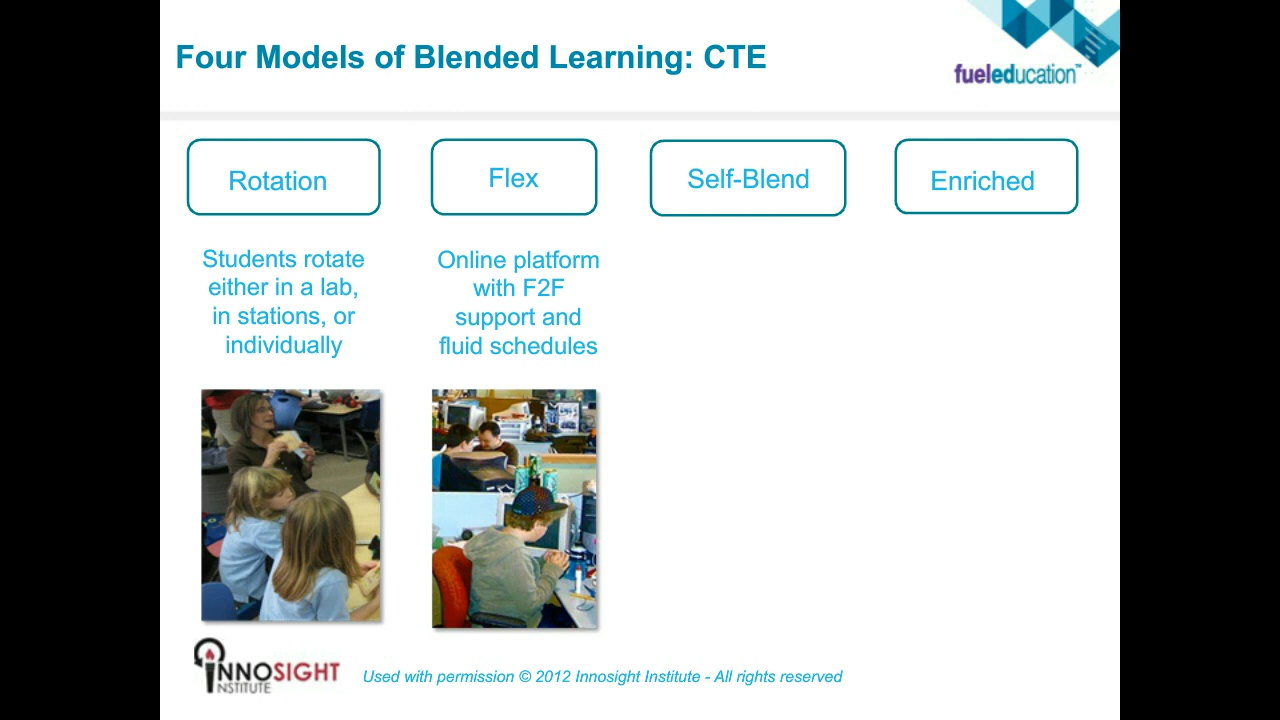 Four Models of Blended Learning: CTE
fueleducation™
Rotation
Flex
Self-Blend
Enriched
Students rotate
either in a lab,
in stations, or
individually
Online platform
with F2F
support and
fluid schedules
INNOSIGHT
INSTITUTE
Used with permission © 2012 Innosight Institute - All rights reserved